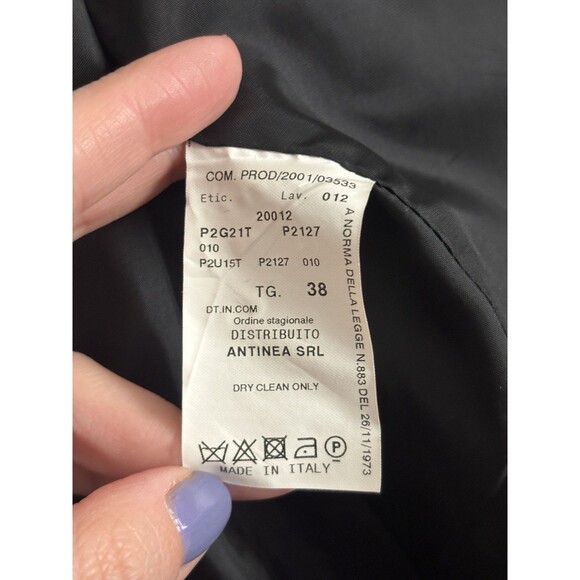 COM. PROD/2001/03533
Etic. Lav. 012
20012
P2G21T P2127
010
P2U15T P2127 010
TG. 38
DT.IN.COM
Ordine stagionale
DISTRIBUITO
ANTINEA SRL
DRY CLEAN ONLY
P
MADE IN ITALY
A NORMA DELLA LEGGE N.883 DEL 26/11/1973